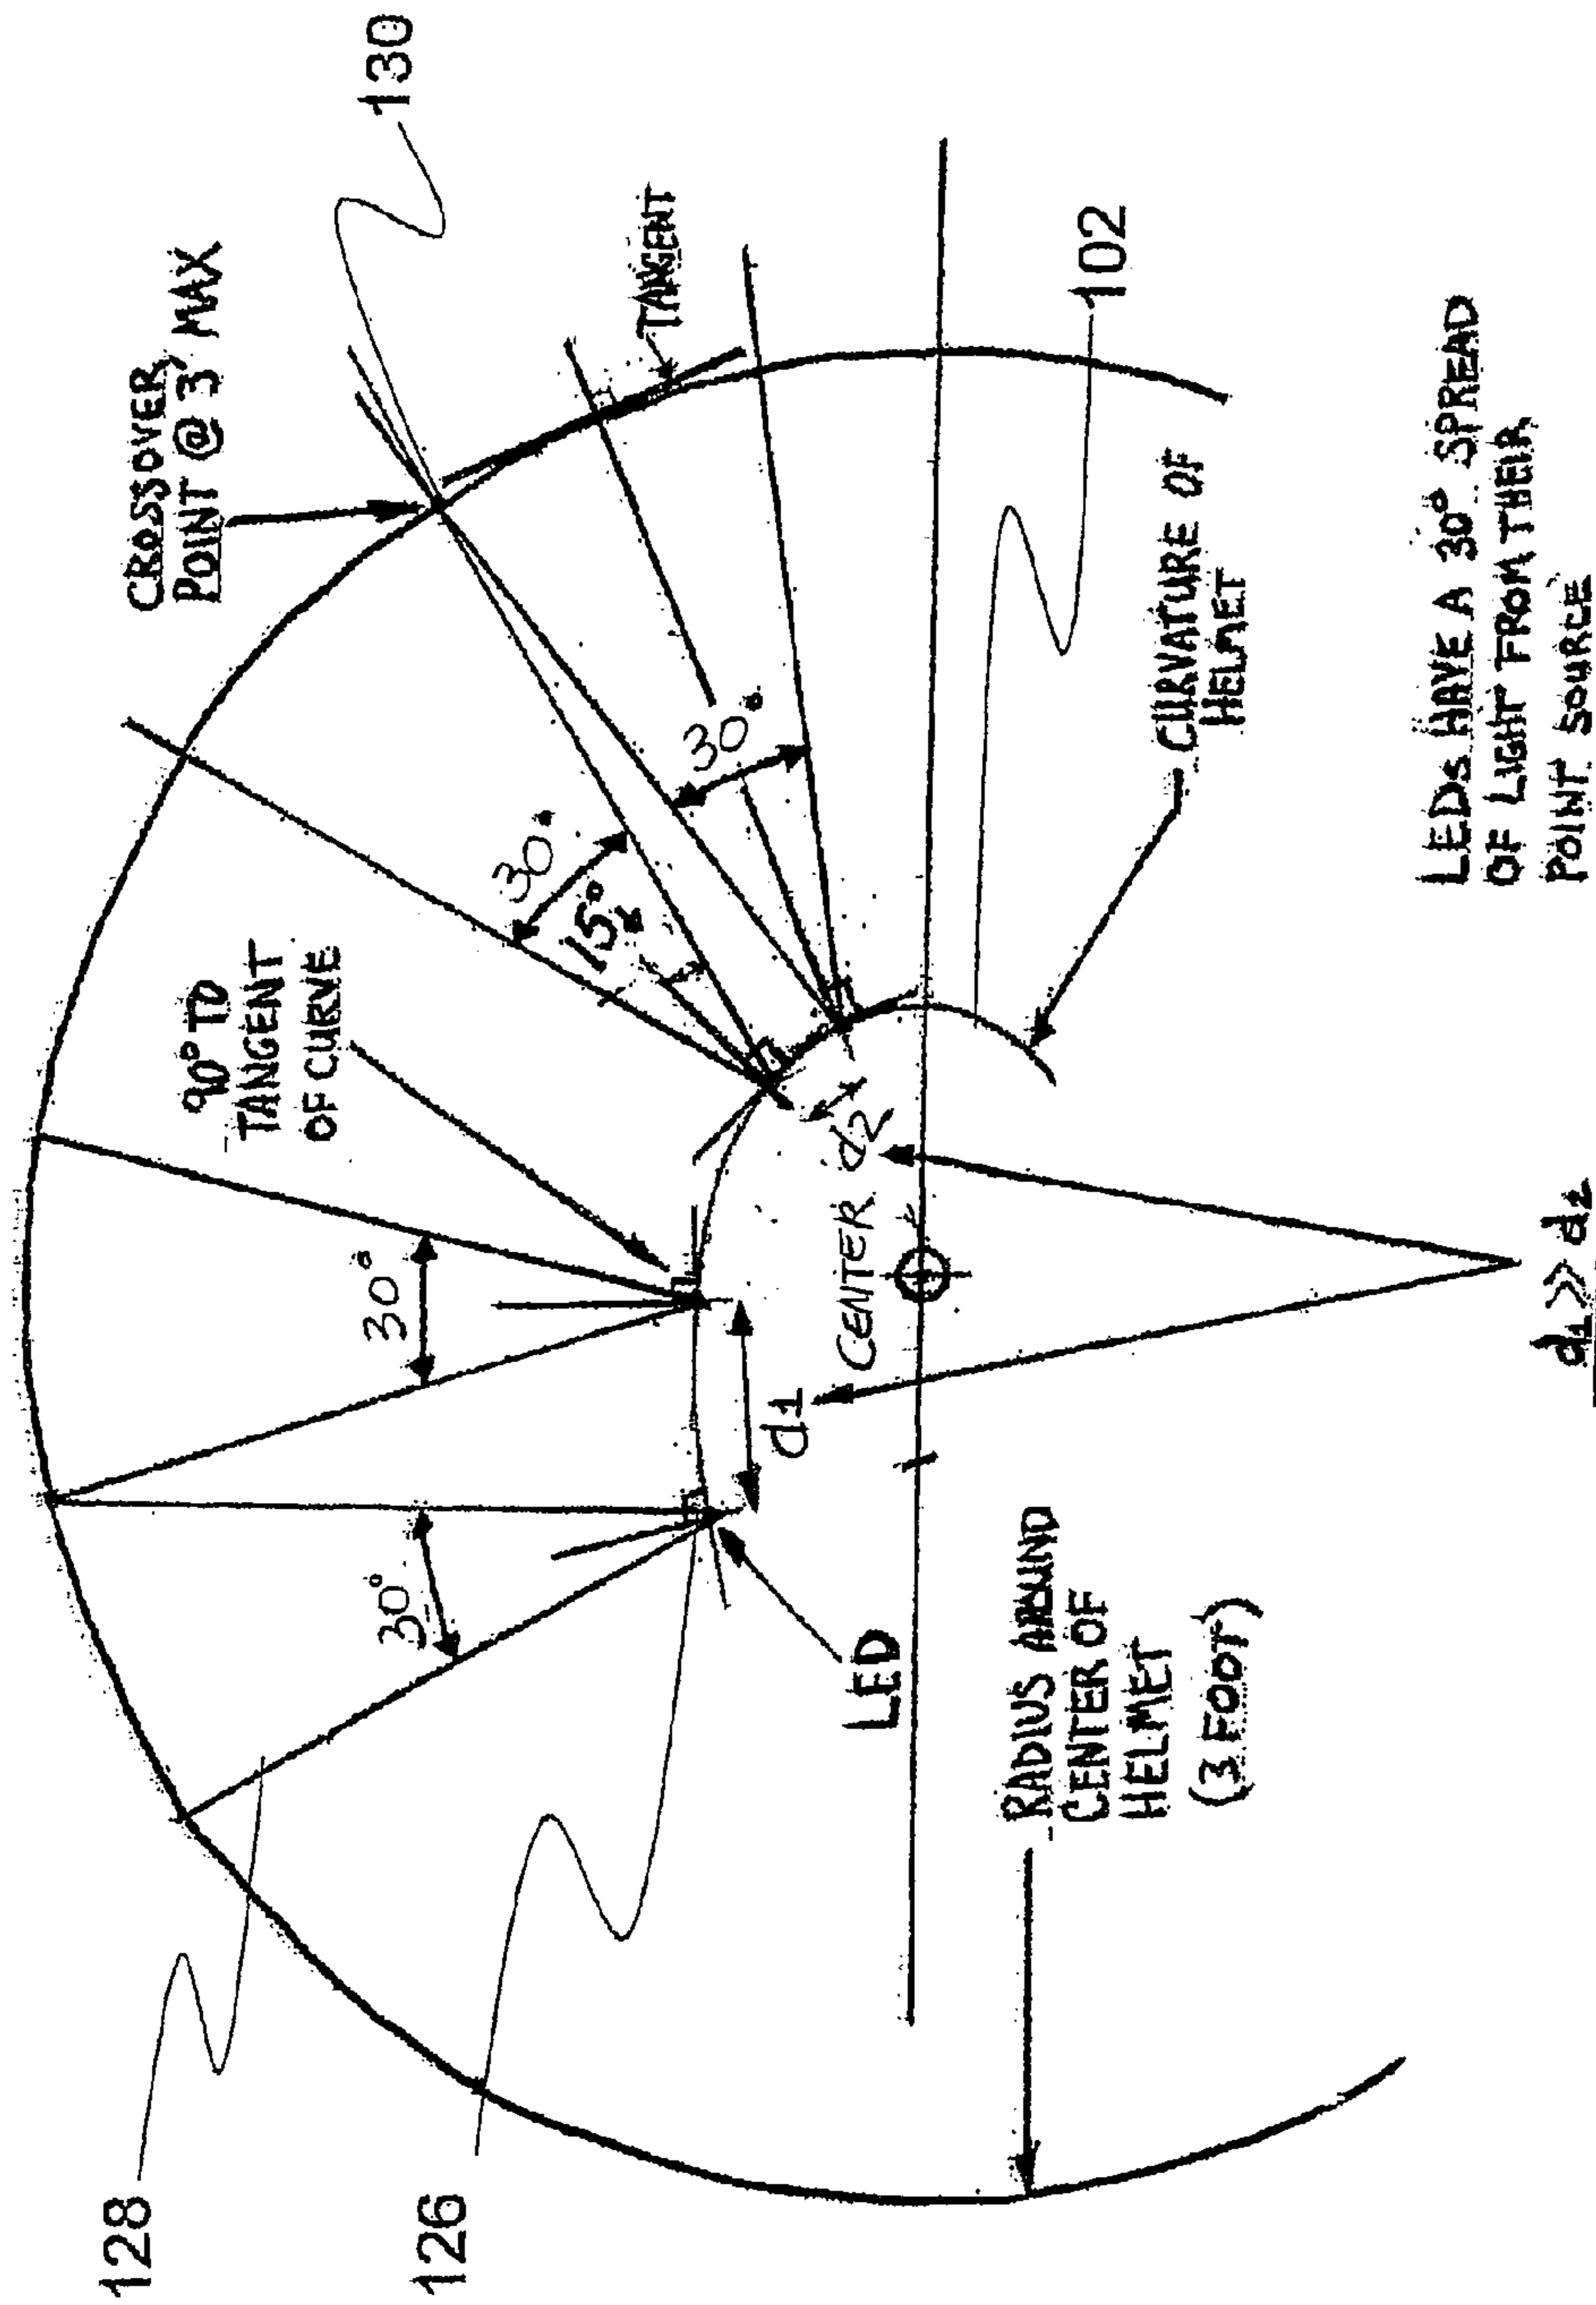 128
126
130
102
CROSSOVER
POINT @ 3' MAX
TANGENT
90° TO
TANGENT
OF CURVE
30°
30°
30°
15°
30°
d1
CENTER
d2
LED
RADIUS AROUND
CENTER OF
HELMET
(3 FOOT)
CURVATURE OF
HELMET
LEDs HAVE A 30° SPREAD
OF LIGHT FROM THEIR
POINT SOURCE
d1 >> d2